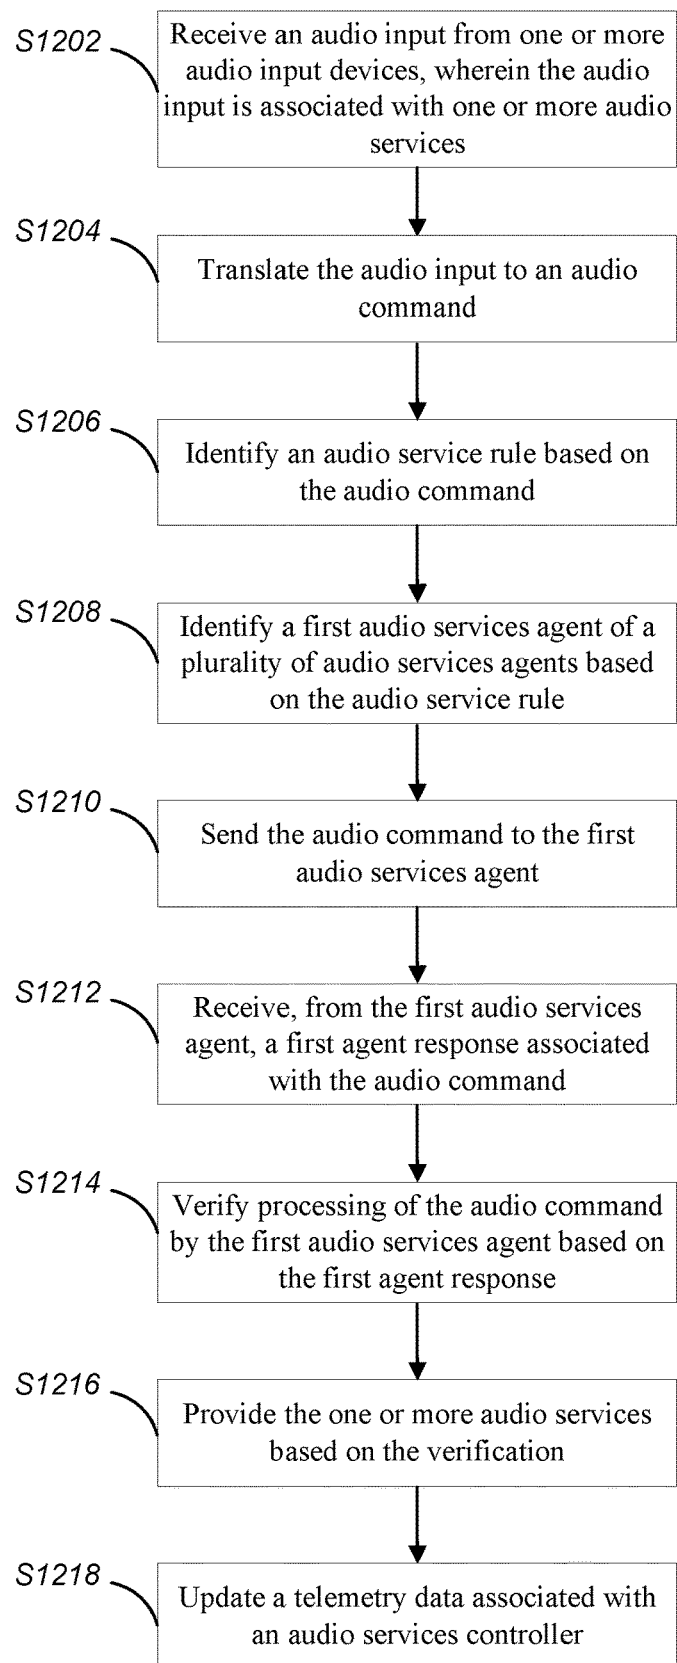 S1202
Receive an audio input from one or more
audio input devices, wherein the audio
input is associated with one or more audio
services
S1204
Translate the audio input to an audio
command
S1206
Identify an audio service rule based on
the audio command
S1208
Identify a first audio services agent of a
plurality of audio services agents based
on the audio service rule
S1210
Send the audio command to the first
audio services agent
S1212
Receive, from the first audio services
agent, a first agent response associated
with the audio command
S1214
Verify processing of the audio command
by the first audio services agent based on
the first agent response
S1216
Provide the one or more audio services
based on the verification
S1218
Update a telemetry data associated with
an audio services controller